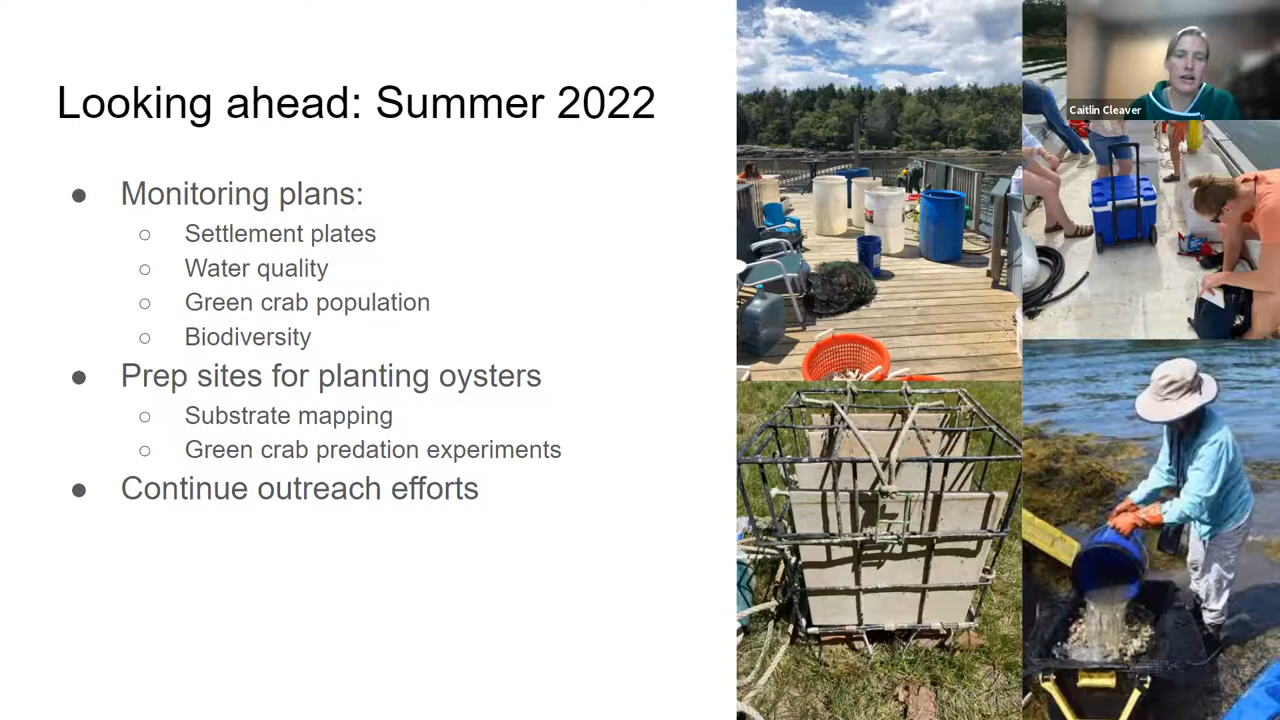 Looking ahead: Summer 2022
● Monitoring plans:
○ Settlement plates
○ Water quality
○ Green crab population
○ Biodiversity
● Prep sites for planting oysters
○ Substrate mapping
○ Green crab predation experiments
● Continue outreach efforts
Caitlin Cleaver